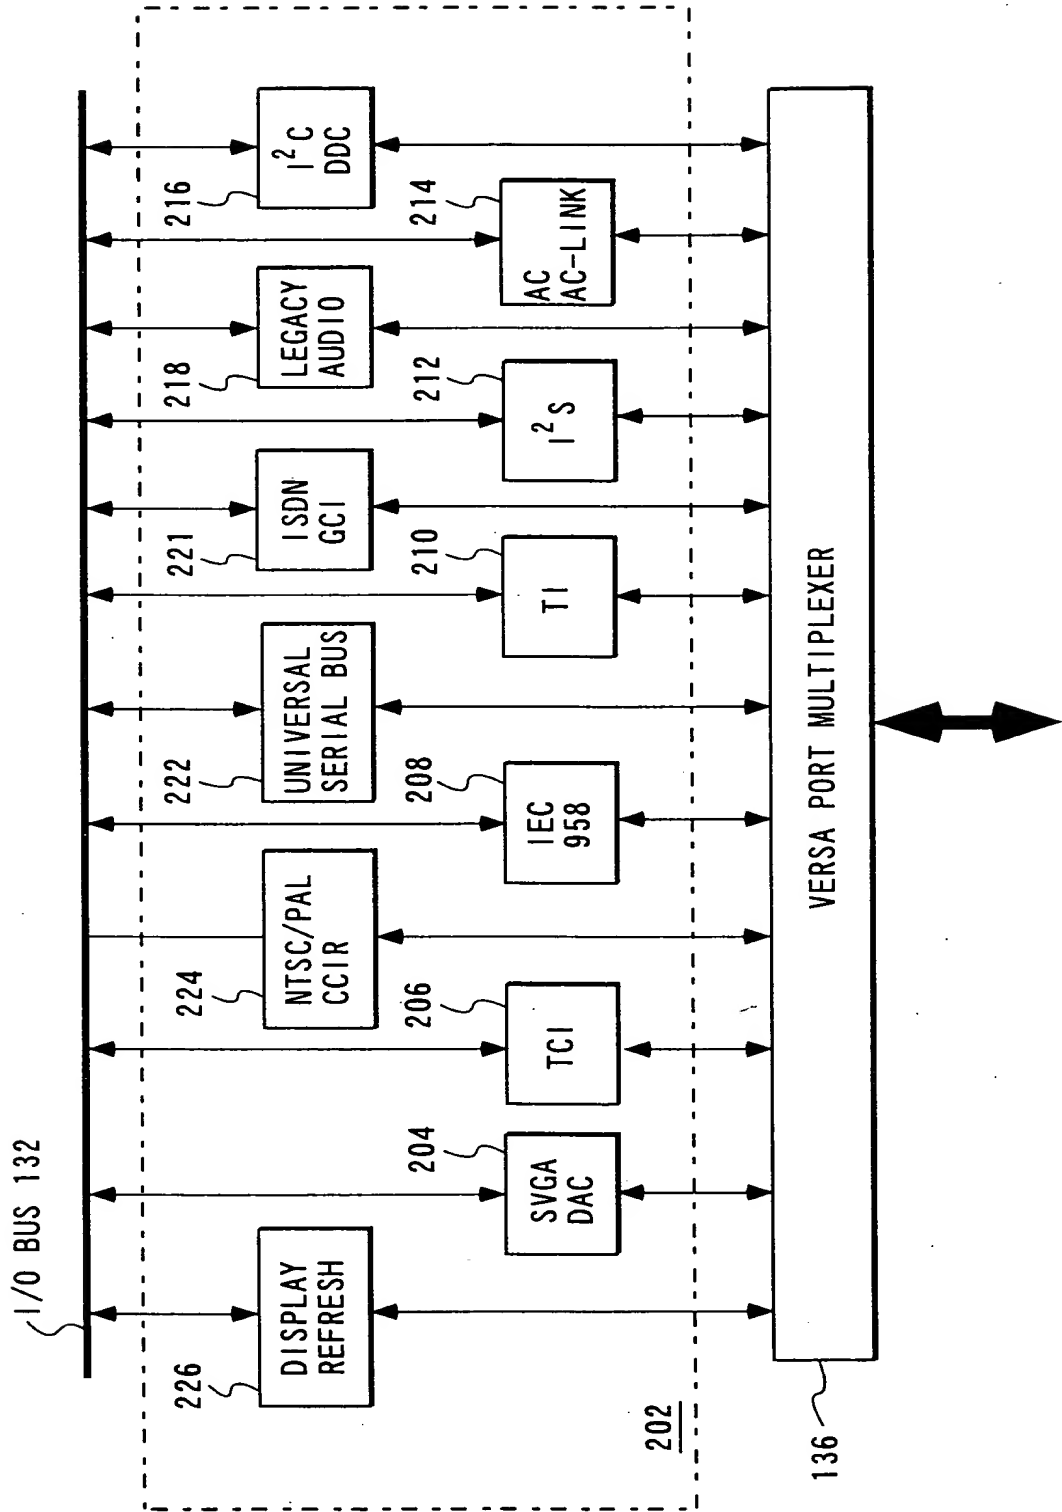 I/O BUS 132
226
DISPLAY
REFRESH
204
SVGA
DAC
206
TCI
224
NTSC/PAL
CCIR
208
IEC
958
222
UNIVERSAL
SERIAL BUS
210
TI
221
ISDN
GCI
212
I²S
218
LEGACY
AUDIO
214
AC
AC-LINK
216
I²C
DDC
202
136
VERSA PORT MULTIPLEXER